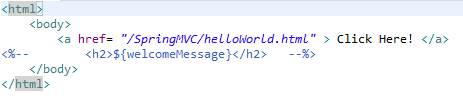 <html>
<body>
<a href= "/SpringMVC/helloWorld.html" > Click Here! </a>
<%-- <h2>${welcomeMessage}</h2> --%>
</body>
</html>